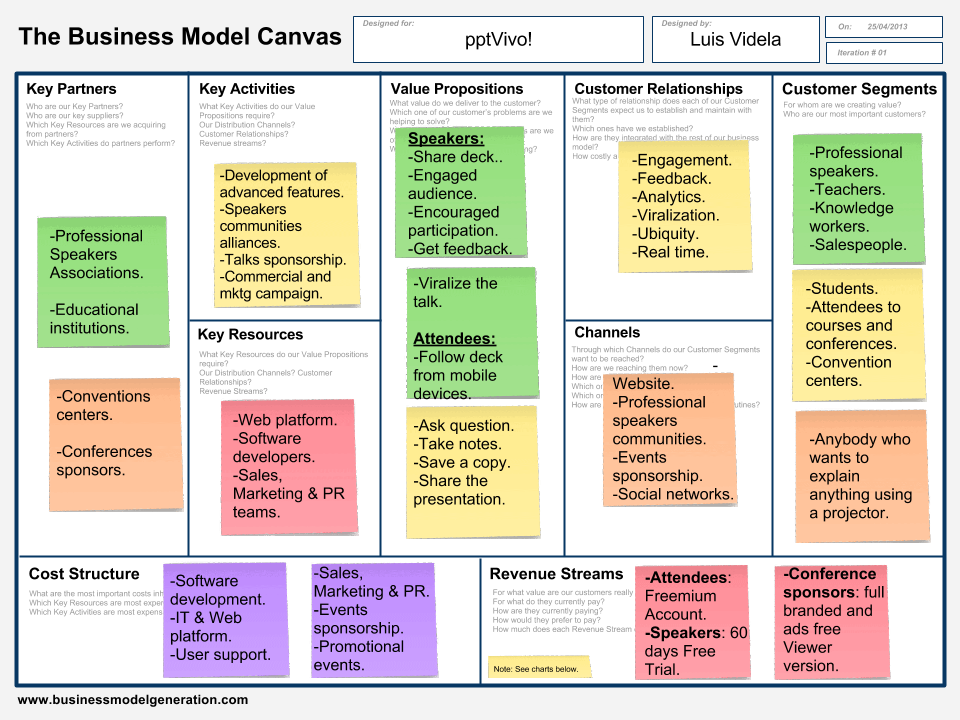 The Business Model Canvas
Designed for:
pptVivo!
Designed by:
Luis Videla
On: 25/04/2013
Iteration # 01
Key Partners
Who are our Key Partners?
Who are our key suppliers?
Which Key Resources are we acquiring
from partners?
Which Key Activities do partners perform?
-Professional
Speakers
Associations.
-Educational
institutions.
-Conventions
centers.
-Conferences
sponsors.
Key Activities
What Key Activities do our Value
Propositions require?
Our Distribution Channels?
Customer Relationships?
Revenue streams?
-Development of
advanced features.
-Speakers
communities
alliances.
-Talks sponsorship.
-Commercial and
mktg campaign.
Key Resources
What Key Resources do our Value Propositions
require?
Our Distribution Channels? Customer
Relationships?
Revenue Streams?
-Web platform.
-Software
developers.
-Sales,
Marketing & PR
teams.
Value Propositions
What value do we deliver to the customer?
Which one of our customer's problems are we
helping to solve?
are we
Speakers:
-Share deck..
-Engaged
audience.
-Encouraged
participation.
-Get feedback.
-Viralize the
talk.
Attendees:
-Follow deck
from mobile
devices.
-Ask question.
-Take notes.
-Save a copy.
-Share the
presentation.
Customer Relationships
What type of relationship does each of our Customer
Segments expect us to establish and maintain with
them?
Which ones have we established?
How are they integrated with the rest of our business
model?
How costly
-Engagement.
-Feedback.
-Analytics.
-Viralization.
-Ubiquity.
-Real time.
Channels
Through which Channels do our Customer Segments
want to be reached?
How are we reaching them now?
How are
Which
Which
How are
-
Website.
-Professional
speakers
communities.
-Events
sponsorship.
-Social networks.
Customer Segments
For whom are we creating value?
Who are our most important customers?
-Professional
speakers.
-Teachers.
-Knowledge
workers.
-Salespeople.
-Students.
-Attendees to
courses and
conferences.
-Convention
centers.
-Anybody who
wants to
explain
anything using
a projector.
Cost Structure
What are the most important costs
Which Key Resources are most
Which Key Activities are most
-Software
development.
-IT & Web
platform.
-User support.
-Sales,
Marketing & PR.
-Events
sponsorship.
-Promotional
events.
Revenue Streams
For what value are our customers really
For what do they currently pay?
How are they currently paying?
How would they prefer to pay?
How much does each Revenue Stream
Note: See charts below.
-Attendees:
Freemium
Account.
-Speakers: 60
days Free
Trial.
-Conference
sponsors: full
branded and
ads free
Viewer
version.
www.businessmodelgeneration.com